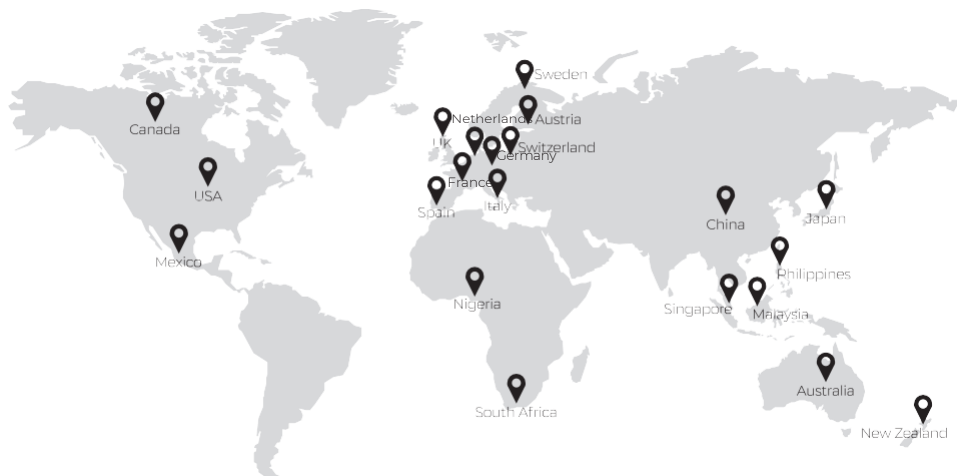 Sweden
Canada
Netherlands
Austria
UK
Switzerland
Germany
France
USA
Italy
Spain
China
Japan
Mexico
Philippines
Nigeria
Singapore
Malaysia
Australia
South Africa
New Zealand